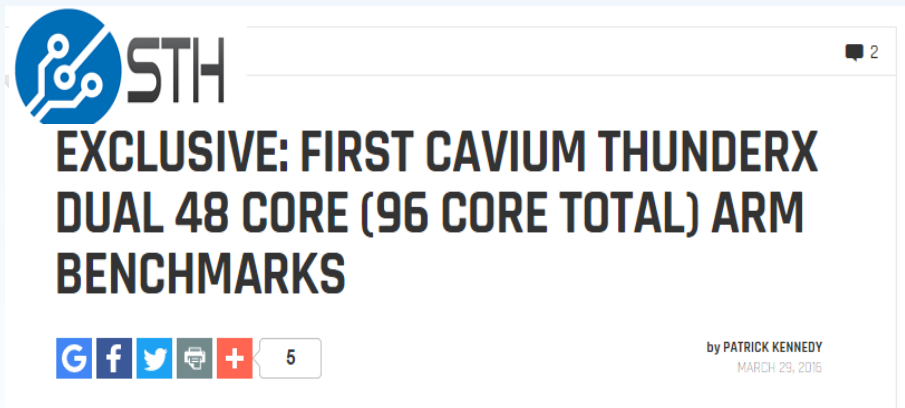 STH
2
EXCLUSIVE: FIRST CAVIUM THUNDERX
DUAL 48 CORE (96 CORE TOTAL) ARM
BENCHMARKS
G f + 5
by PATRICK KENNEDY
MARCH 29, 2016